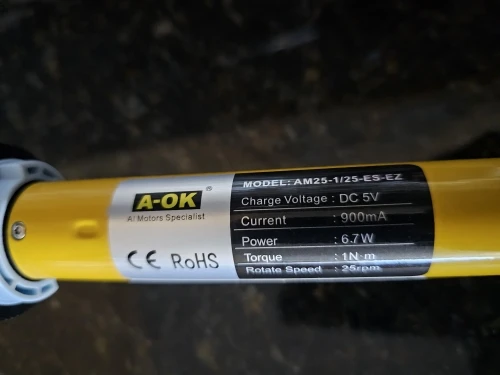 A-OK ®
AI Motors Specialist
CE RoHS
MODEL: AM25-1/25-ES-EZ
Charge Voltage : DC 5V
Current : 900mA
Power : 6.7W
Torque : 1N·m
Rotate Speed : 25rpm